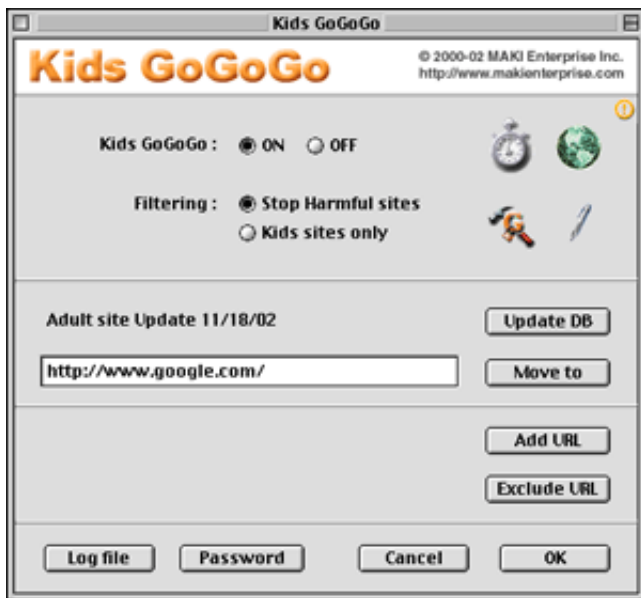 Kids GoGoGo
Kids GoGoGo
© 2000-02 MAKI Enterprise Inc.
http://www.makienterprise.com
Kids GoGoGo : ON OFF
Filtering : Stop Harmful sites
Kids sites only
Adult site Update 11/18/02
Update DB
http://www.google.com/
Move to
Add URL
Exclude URL
Log file Password Cancel OK